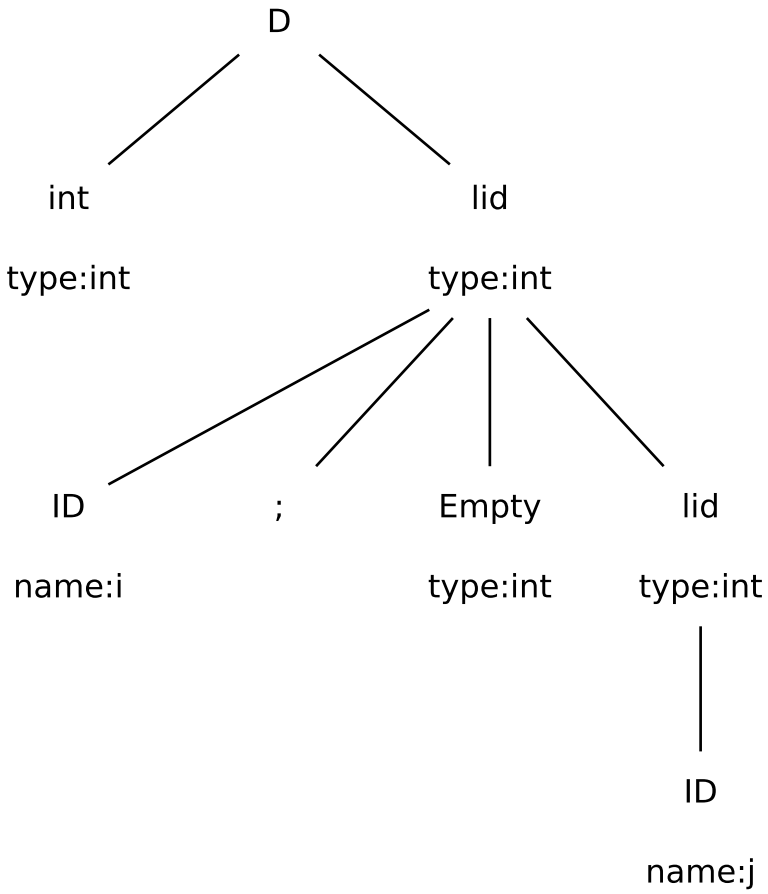 D
int lid
type:int type:int
ID ; Empty lid
name:i type:int type:int
ID
name:j